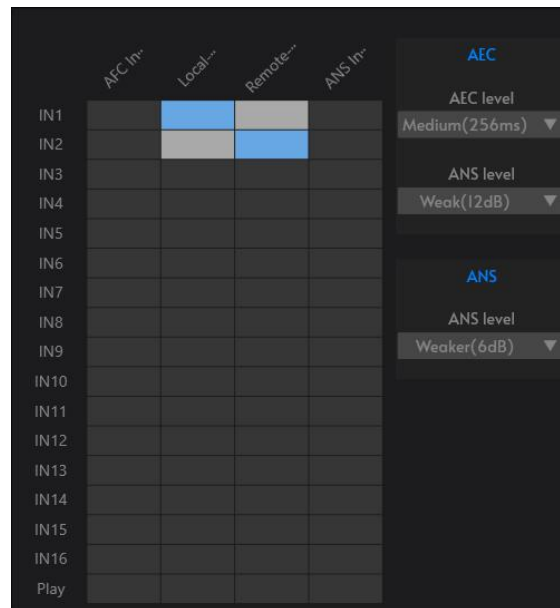 AFC In··
Local-··
Remote-··
ANS In··
IN1
IN2
IN3
IN4
IN5
IN6
IN7
IN8
IN9
IN10
IN11
IN12
IN13
IN14
IN15
IN16
Play
AEC
AEC level
Medium(256ms)
ANS level
Weak(12dB)
ANS
ANS level
Weaker(6dB)